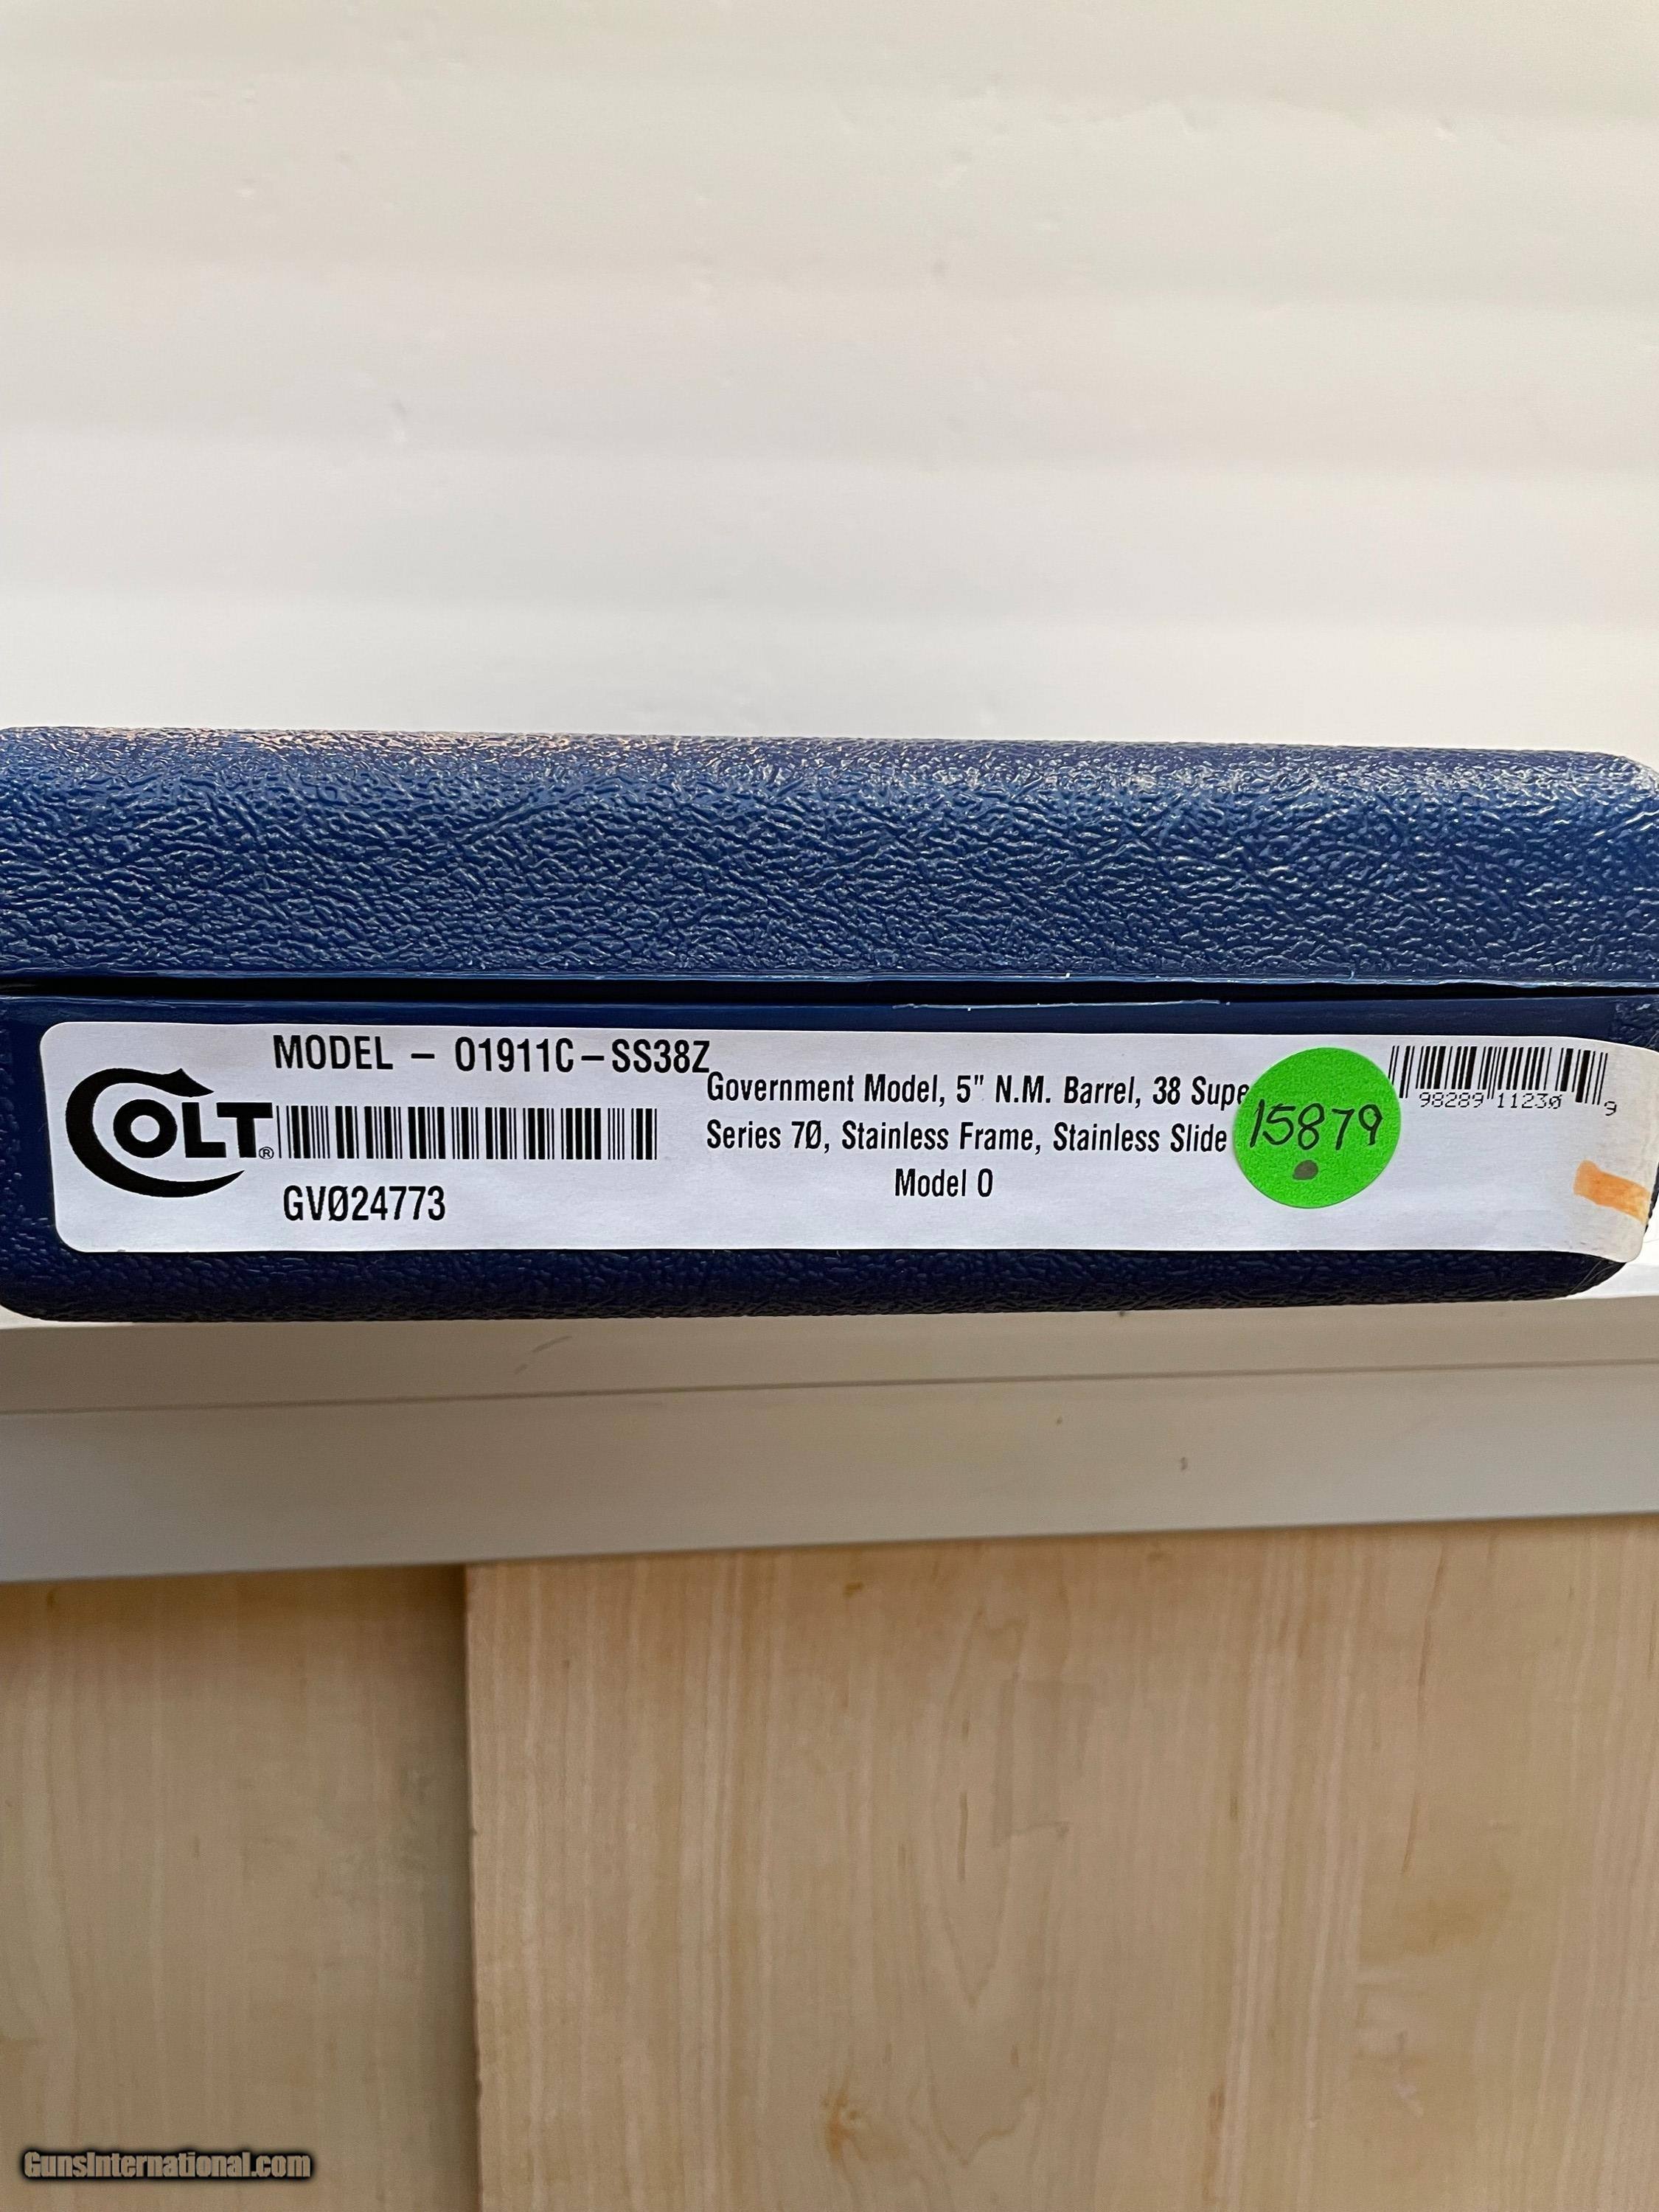 MODEL – O1911C–SS38Z
COLT®
GVØ24773
Government Model, 5" N.M. Barrel, 38 Supe
Series 7Ø, Stainless Frame, Stainless Slide
Model O
15879
98289 1123Ø 9
GunsInternational.com